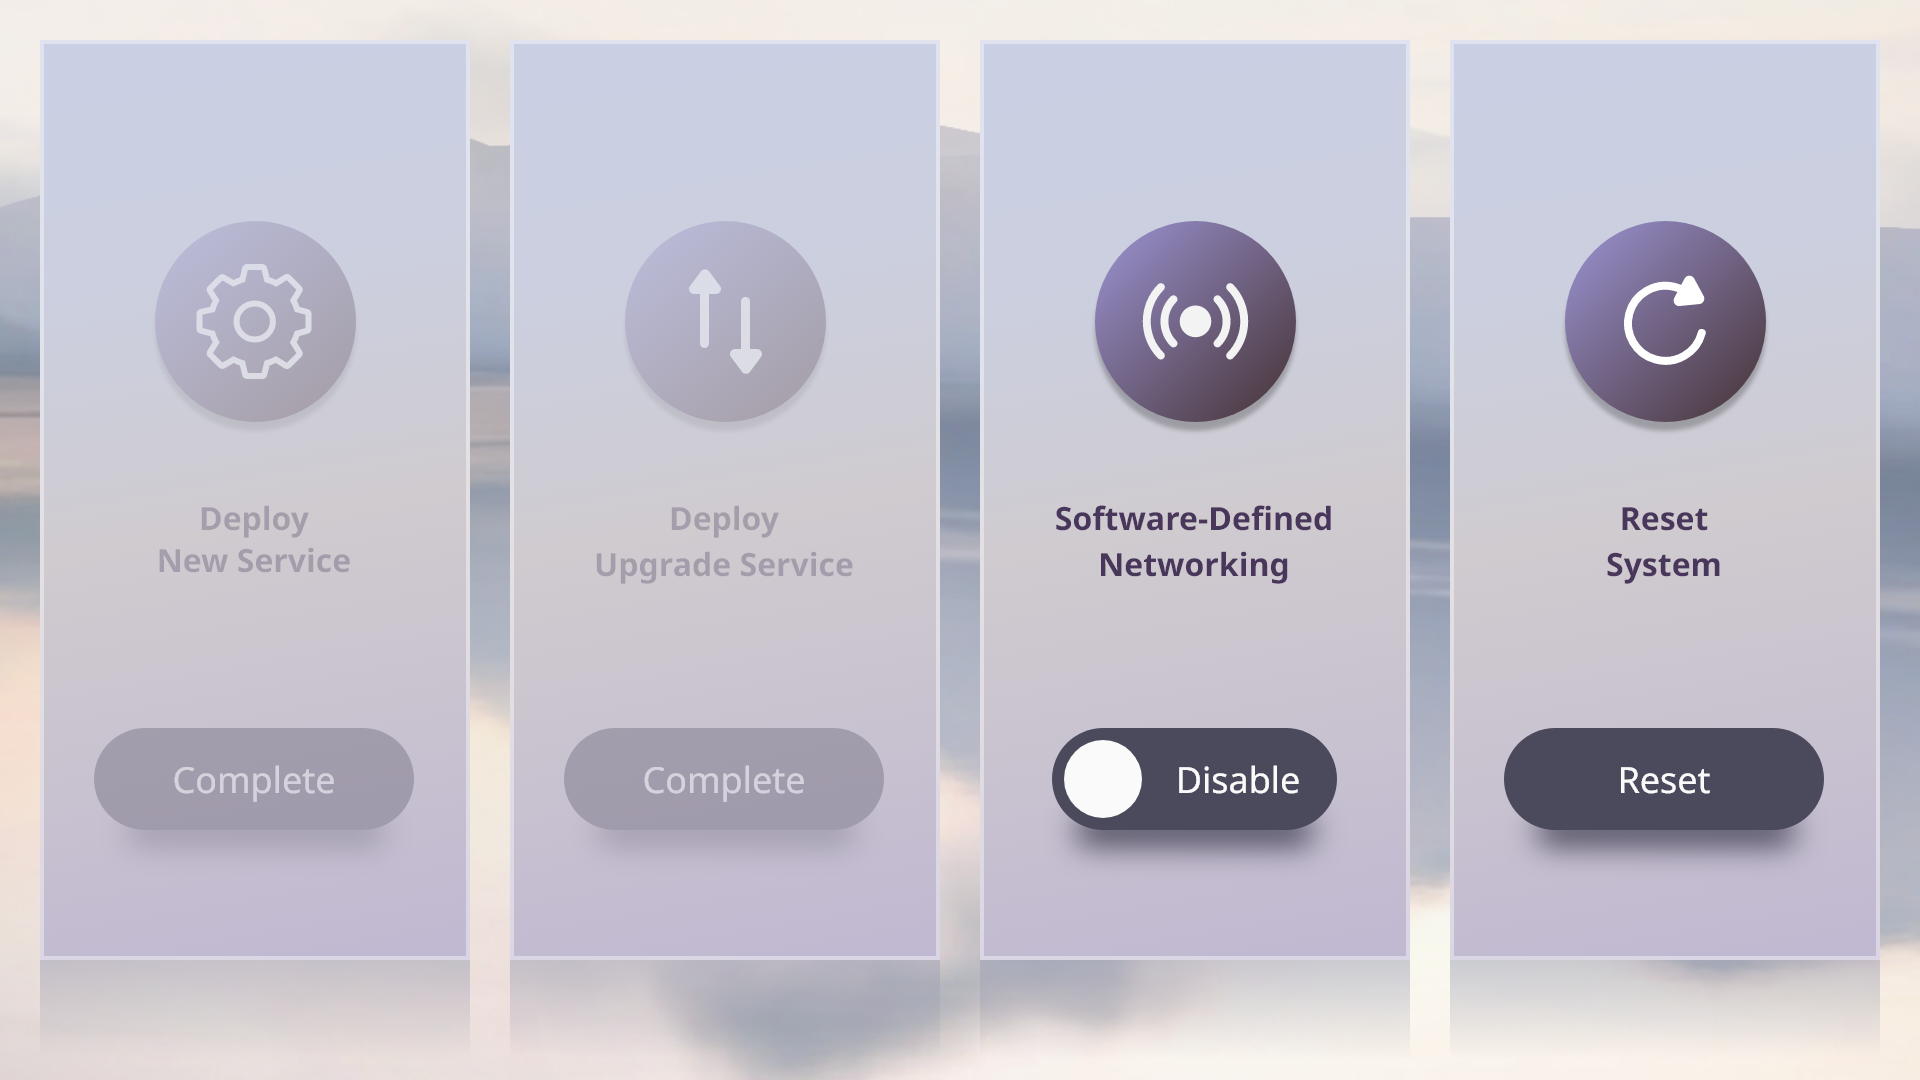 Deploy
New Service
Complete
Deploy
Upgrade Service
Complete
Software-Defined
Networking
Disable
Reset
System
Reset